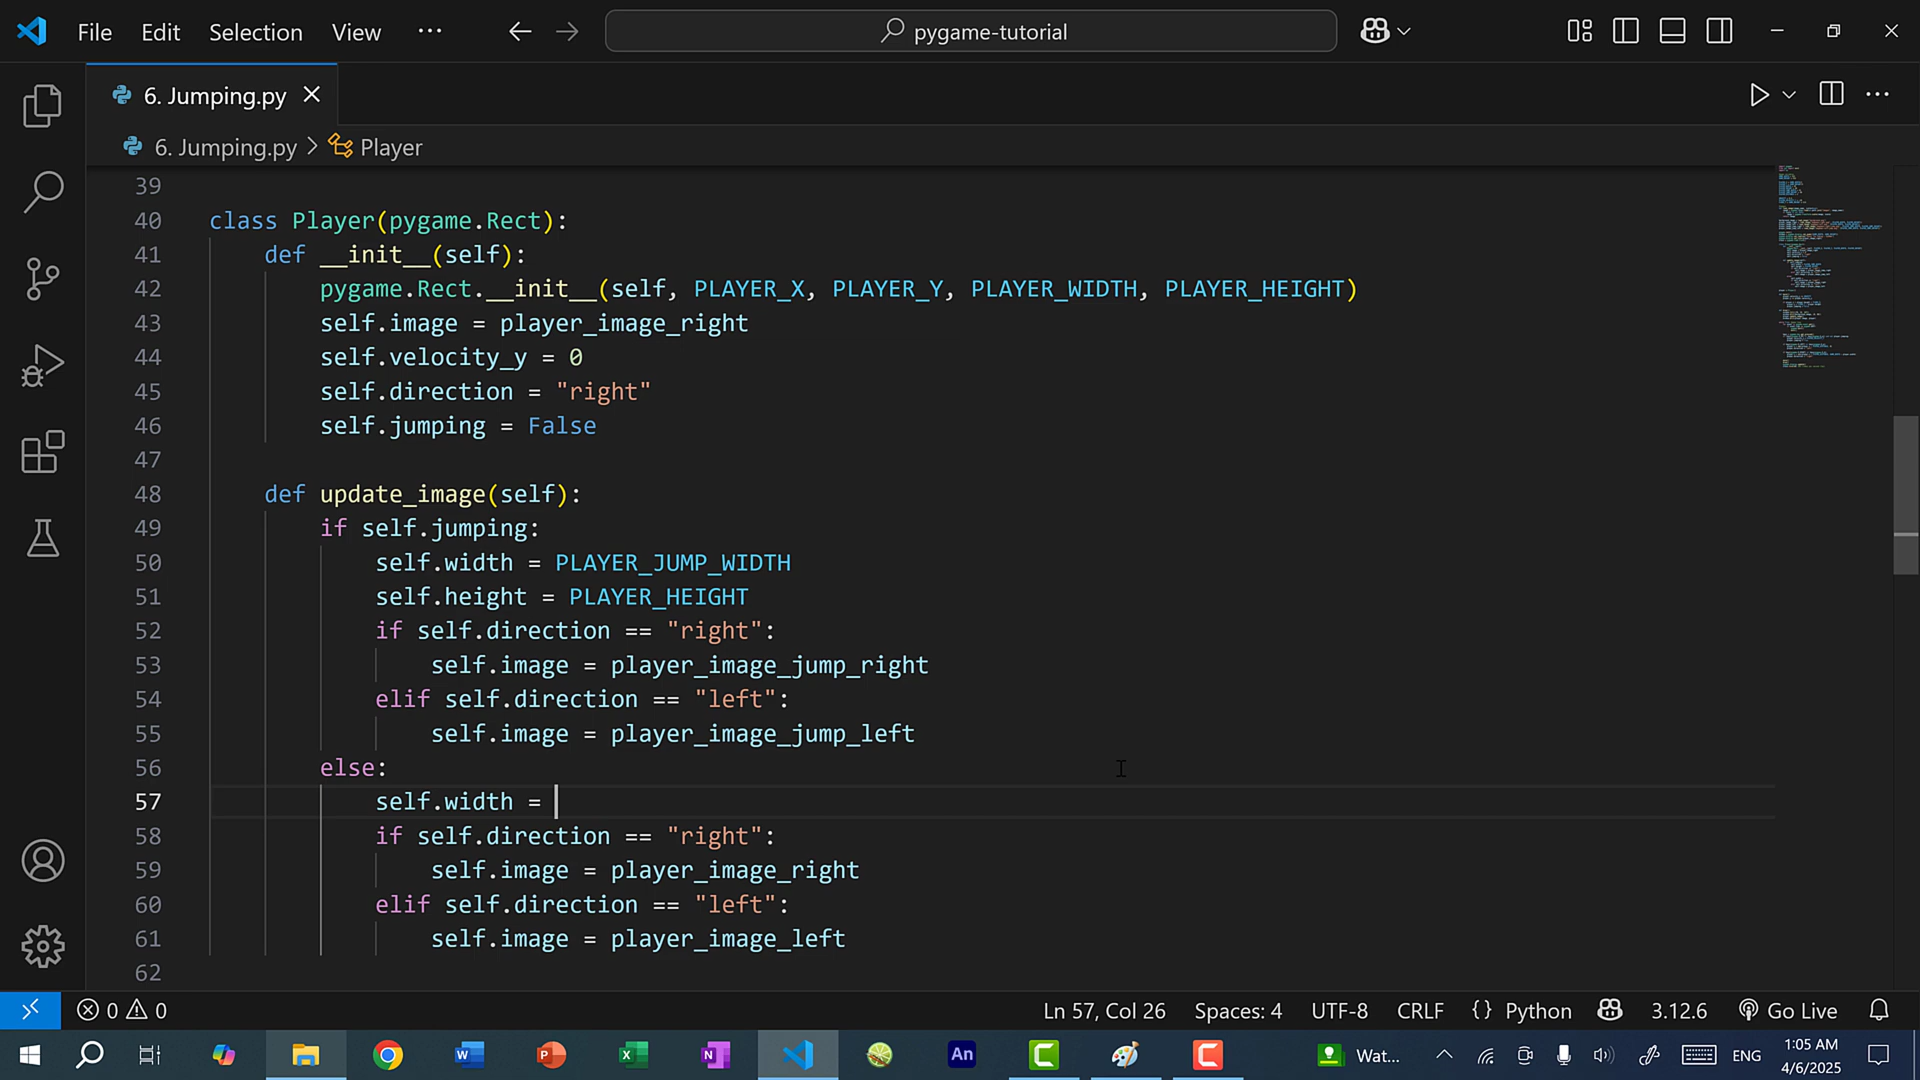 File Edit Selection View ··· pygame-tutorial
6. Jumping.py
6. Jumping.py > Player
39
40 class Player(pygame.Rect):
41     def __init__(self):
42         pygame.Rect.__init__(self, PLAYER_X, PLAYER_Y, PLAYER_WIDTH, PLAYER_HEIGHT)
43         self.image = player_image_right
44         self.velocity_y = 0
45         self.direction = "right"
46         self.jumping = False
47
48     def update_image(self):
49         if self.jumping:
50             self.width = PLAYER_JUMP_WIDTH
51             self.height = PLAYER_HEIGHT
52             if self.direction == "right":
53                 self.image = player_image_jump_right
54             elif self.direction == "left":
55                 self.image = player_image_jump_left
56         else:
57             self.width =
58             if self.direction == "right":
59                 self.image = player_image_right
60             elif self.direction == "left":
61                 self.image = player_image_left
62
0 0 Ln 57, Col 26 Spaces: 4 UTF-8 CRLF {} Python 3.12.6 Go Live
An Wat... ENG 1:05 AM
4/6/2025